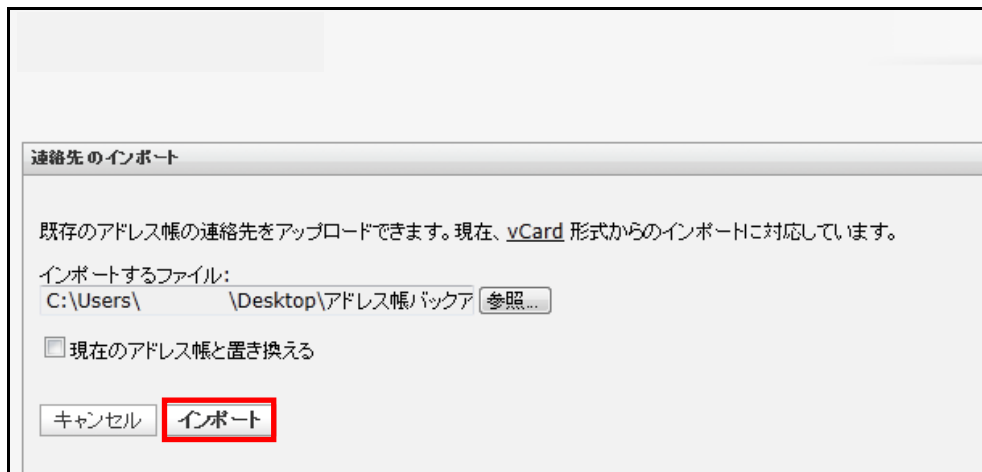 連絡先のインポート
既存のアドレス帳の連絡先をアップロードできます。現在、vCard 形式からのインポートに対応しています。
インポートするファイル:
C:\Users\ \Desktop\アドレス帳バックア 参照...
現在のアドレス帳と置き換える
キャンセル インポート